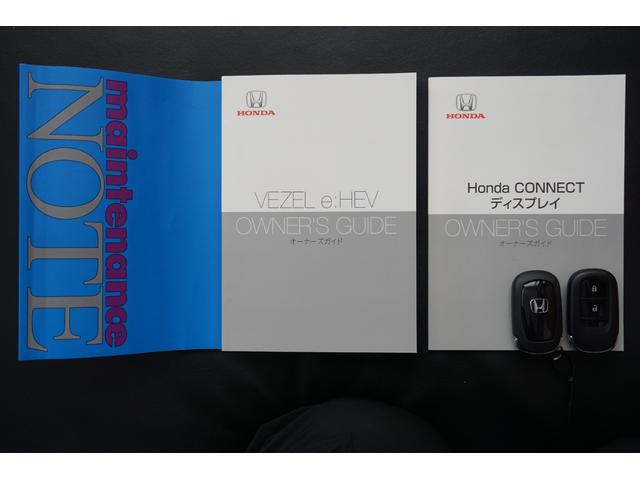 maintenance
NOTE
HONDA
VEZEL e:HEV
OWNER'S GUIDE
オーナーズガイド
HONDA
Honda CONNECT
ディスプレイ
OWNER'S GUIDE
オーナーズガイド